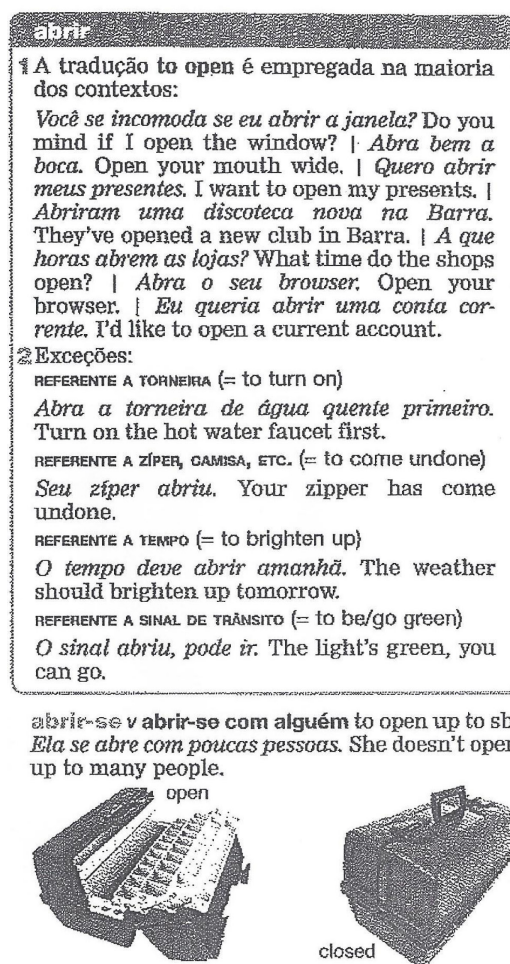 abrir
1 A tradução to open é empregada na maioria
dos contextos:
Você se incomoda se eu abrir a janela? Do you
mind if I open the window? | Abra bem a
boca. Open your mouth wide. | Quero abrir
meus presentes. I want to open my presents. |
Abriram uma discoteca nova na Barra.
They've opened a new club in Barra. | A que
horas abrem as lojas? What time do the shops
open? | Abra o seu browser. Open your
browser. | Eu queria abrir uma conta cor-
rente. I'd like to open a current account.
2 Exceções:
REFERENTE A TORNEIRA (= to turn on)
Abra a torneira de água quente primeiro.
Turn on the hot water faucet first.
REFERENTE A ZÍPER, CAMISA, ETC. (= to come undone)
Seu zíper abriu. Your zipper has come
undone.
REFERENTE A TEMPO (= to brighten up)
O tempo deve abrir amanhã. The weather
should brighten up tomorrow.
REFERENTE A SINAL DE TRÂNSITO (= to be/go green)
O sinal abriu, pode ir. The light's green, you
can go.
abrir-se v abrir-se com alguém to open up to sb
Ela se abre com poucas pessoas. She doesn't open
up to many people.
open
closed